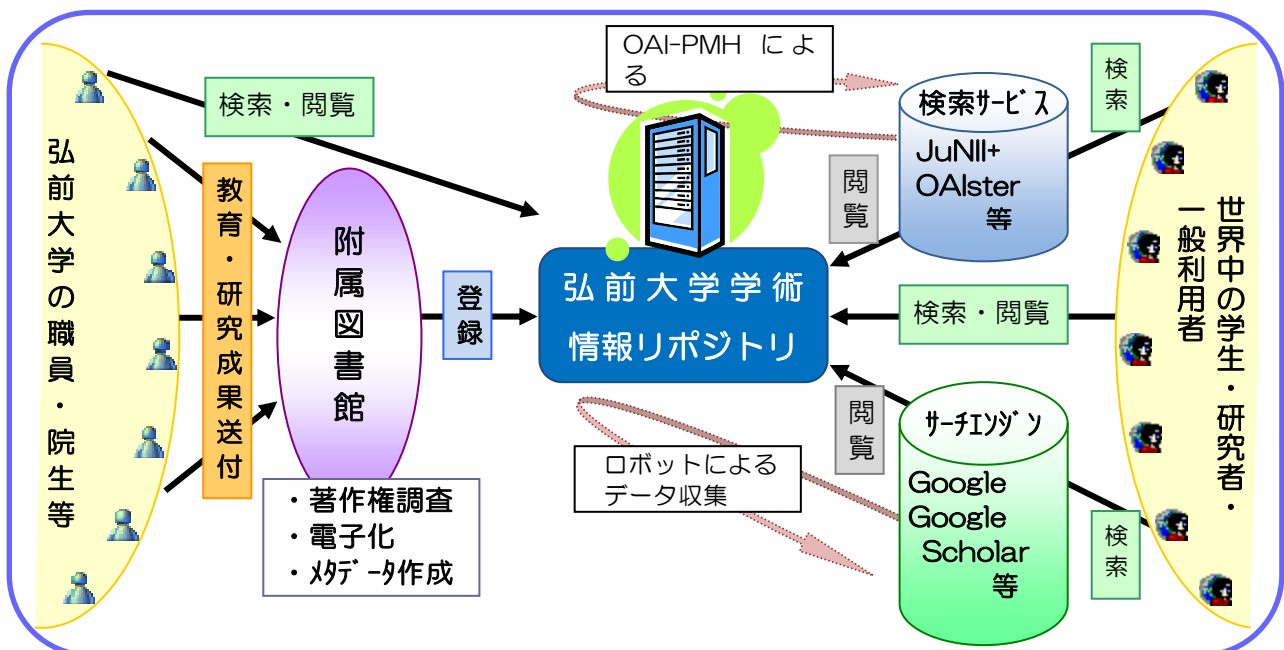 弘前大学の職員・院生等
検索・閲覧
教育・研究成果送付
附属図書館
・著作権調査
・電子化
・ﾒﾀﾃﾞｰﾀ作成
登録
OAI-PMH によ
る
弘前大学学術
情報リポジトリ
ロボットによる
データ収集
閲覧
検索サービス
JuNII+
OAIster
等
検索
検索・閲覧
閲覧
ｻｰﾁｴﾝｼﾞﾝ
Google
Google
Scholar
等
検索
世界中の学生・研究者・
一般利用者